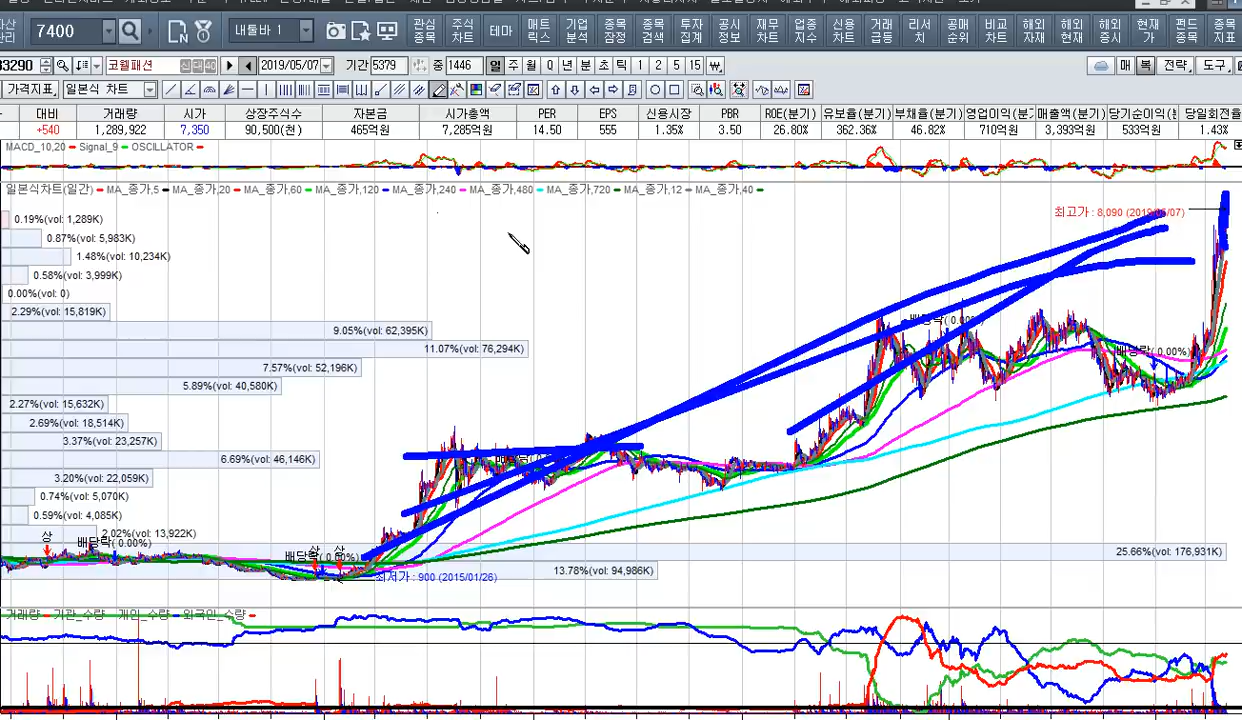 7400 내툴바 1 관심종목 주식차트 테마 매트릭스 기업분석 종목잠정 종목검색 투자집계 공시정보 재무차트 업종지수 신용차트 거래급등 리서치 공매순위 비교차트 해외자재 해외현재 해외증시 현재가 펀드종목 종목지표
33290 코웰패션 신 2019/05/07 기간 5379 중 1446 일 주 월 Q 년 분 초 틱 1 2 5 15 매 복 전략 도구
가격지표 일본식 차트
대비 거래량 시가 상장주식수 자본금 시가총액 PER EPS 신용시장 PBR ROE(분기) 유보율(분기) 부채율(분기) 영업이익(분기 매출액(분기) 당기순이익(분 당일회전율
+540 1,289,922 7,350 90,500(천) 465억원 7,285억원 14.50 555 1.35% 3.50 26.80% 362.36% 46.82% 710억원 3,393억원 533억원 1.43%
MACD_10,20 Signal_9 OSCILLATOR
일본식차트(일간) MA_종가,5 MA_종가,20 MA_종가,60 MA_종가,120 MA_종가,240 MA_종가,480 MA_종가,720 MA_종가,12 MA_종가,40
최고가 : 8,090
0.19%(vol: 1,289K)
0.87%(vol: 5,983K)
1.48%(vol: 10,234K)
0.58%(vol: 3,999K)
0.00%(vol: 0)
2.29%(vol: 15,819K)
배당락( 0.00%)
9.05%(vol: 62,395K)
11.07%(vol: 76,294K)
배당락( 0.00%)
7.57%(vol: 52,196K)
5.89%(vol: 40,580K)
2.27%(vol: 15,632K)
2.69%(vol: 18,514K)
3.37%(vol: 23,257K)
6.69%(vol: 46,146K)
3.20%(vol: 22,059K)
0.74%(vol: 5,070K)
0.59%(vol: 4,085K)
2.02%(vol: 13,922K)
상 배당락( 0.00%)
상 상
배당락( 0.00%) 25.66%(vol: 176,931K)
13.78%(vol: 94,986K)
최저가 : 900 (2015/01/26)
거래량 기관_수량 개인_수량 외국인_수량